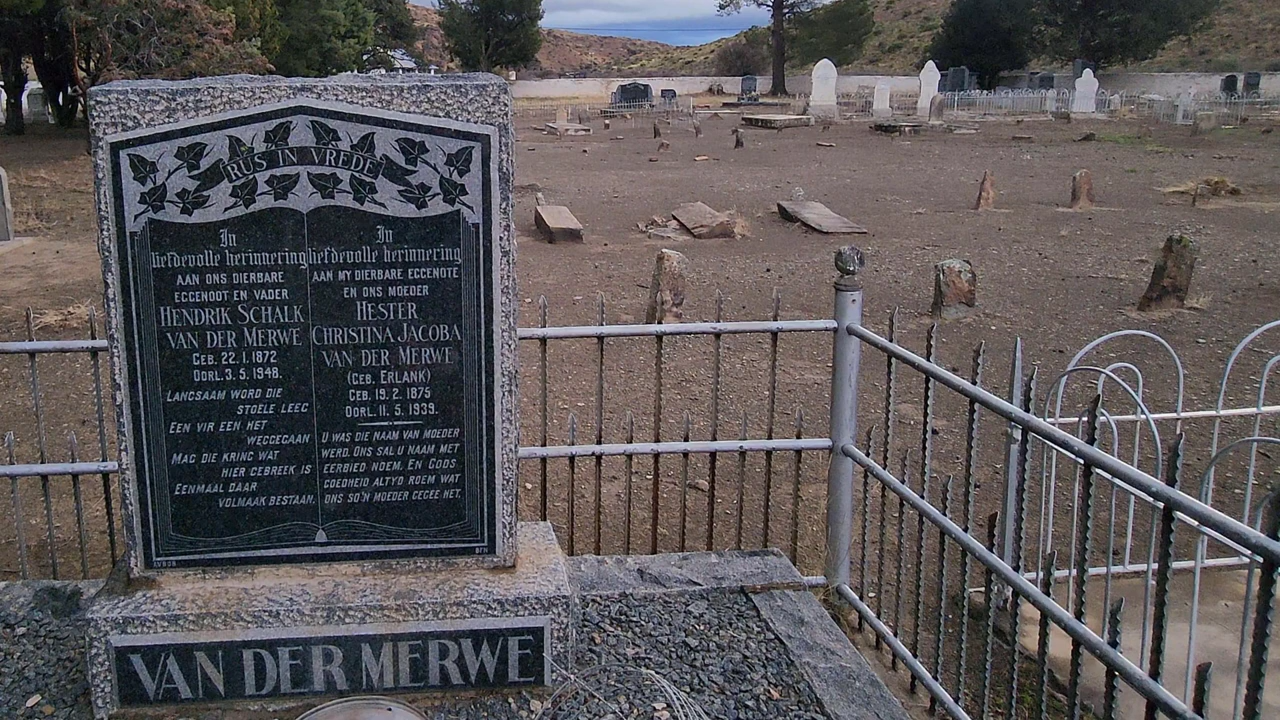 RUS IN VREDE
In
liefdevolle herinnering
AAN ONS DIERBARE
EGGENOOT EN VADER
HENDRIK SCHALK
VAN DER MERWE
GEB. 22.1.1872
OORL. 3.5.1948.
LANGSAAM WORD DIE
STOELE LEEG
EEN VIR EEN HET
WEGGEGAAN
MAG DIE KRING WAT
HIER GEBREEK IS
EENMAAL DAAR
VOLMAAK BESTAAN.
In
liefdevolle herinnering
AAN MY DIERBARE EGGENOTE
EN ONS MOEDER
HESTER
CHRISTINA JACOBA
VAN DER MERWE
(GEB. ERLANK)
GEB. 19.2.1875
OORL. 11.5.1939.
U WAS DIE NAAM VAN MOEDER
WERD. ONS SAL U NAAM MET
EERBIED NOEM. EN GODS
GOEDHEID ALTYD ROEM WAT
ONS SO'N MOEDER GEGEE HET.
BFN
VAN DER MERWE